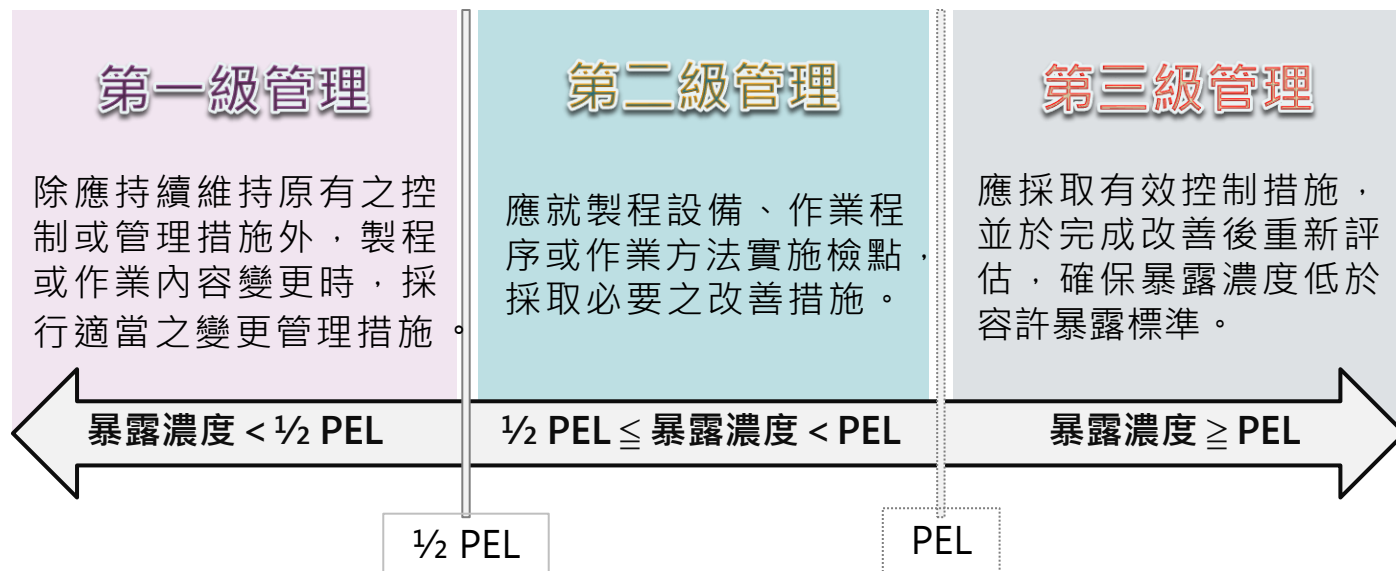 第一級管理
除應持續維持原有之控
制或管理措施外，製程
或作業內容變更時，採
行適當之變更管理措施。
第二級管理
應就製程設備、作業程
序或作業方法實施檢點，
採取必要之改善措施。
第三級管理
應採取有效控制措施，
並於完成改善後重新評
估，確保暴露濃度低於
容許暴露標準。
暴露濃度 < ½ PEL
½ PEL ≦ 暴露濃度 < PEL
暴露濃度 ≧ PEL
½ PEL
PEL